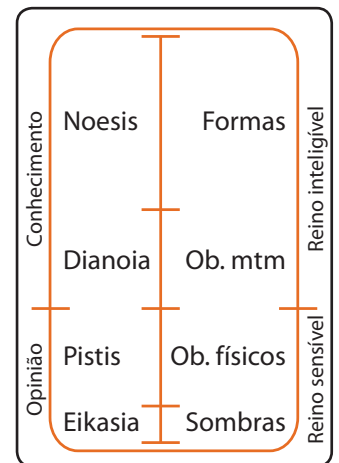 Conhecimento
Noesis
Formas
Reino inteligível
Dianoia
Ob. mtm
Opinião
Pistis
Ob. físicos
Reino sensível
Eikasia
Sombras